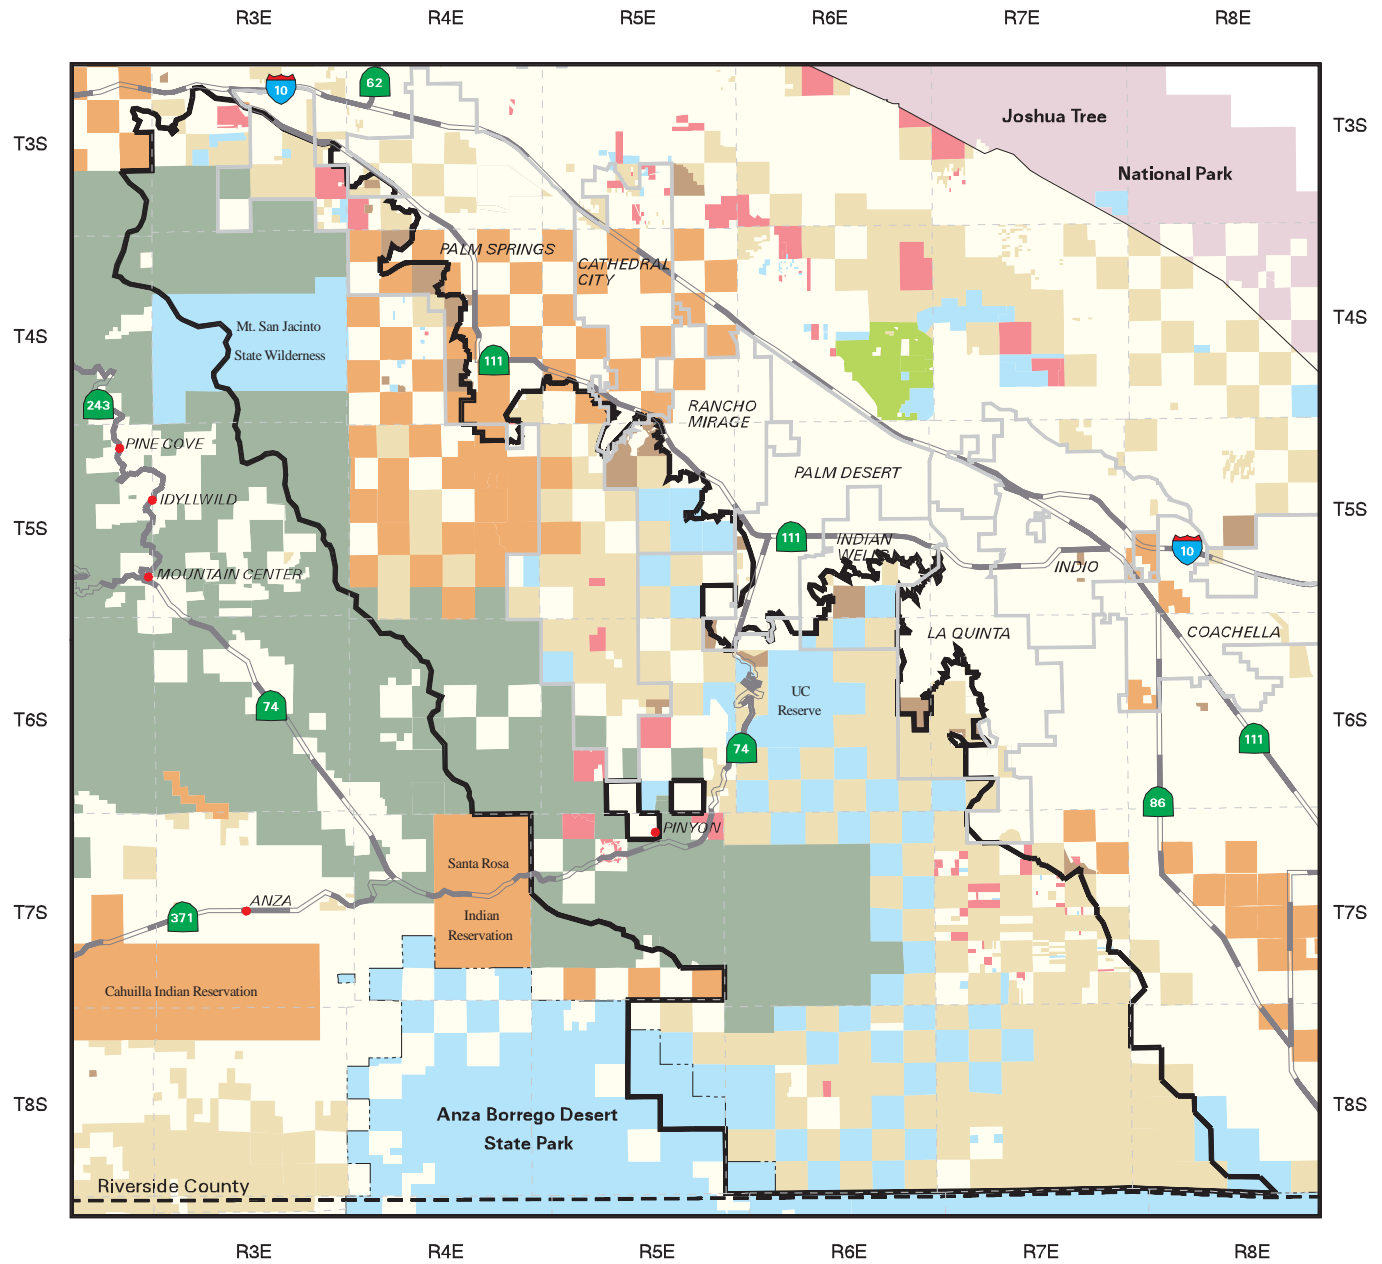 R3E R4E R5E R6E R7E R8E
62
10
Joshua Tree
T3S T3S
National Park
PALM SPRINGS
CATHEDRAL
CITY
Mt. San Jacinto
T4S T4S
State Wilderness
111
243
RANCHO
MIRAGE
PINE COVE
PALM DESERT
IDYLLWILD
T5S T5S
111
INDIAN
WELLS
10
INDIO
MOUNTAIN CENTER
LA QUINTA
COACHELLA
UC
Reserve
74
T6S T6S
74
111
86
PINYON
Santa Rosa
ANZA
371
Indian
Reservation
T7S T7S
Cahuilla Indian Reservation
T8S T8S
Anza Borrego Desert
State Park
Riverside County
R3E R4E R5E R6E R7E R8E